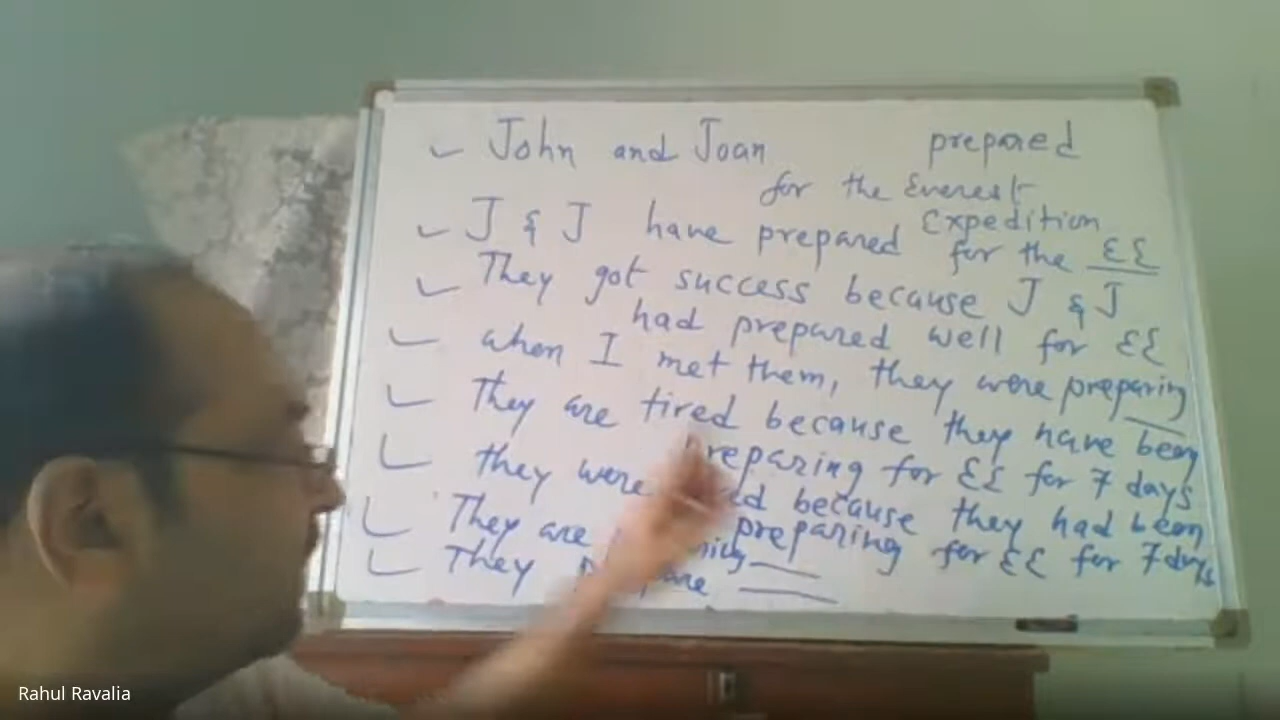 John and Joan prepared
for the Everest
Expedition
J & J have prepared for the EE
They got success because J & J
had prepared well for EE
when I met them, they were preparing
They are tired because they have been
preparing for EE for 7 days
they were because they had been
preparing for EE for 7 days
They are
They
Rahul Ravalia